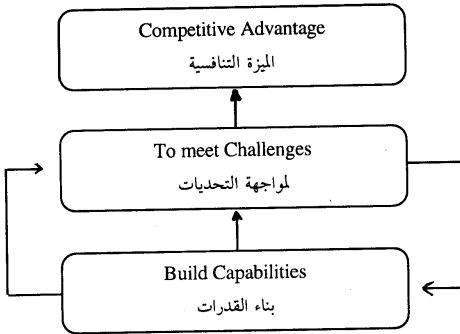 Competitive Advantage
الميزة التنافسية
To meet Challenges
لمواجهة التحديات
Build Capabilities
بناء القدرات